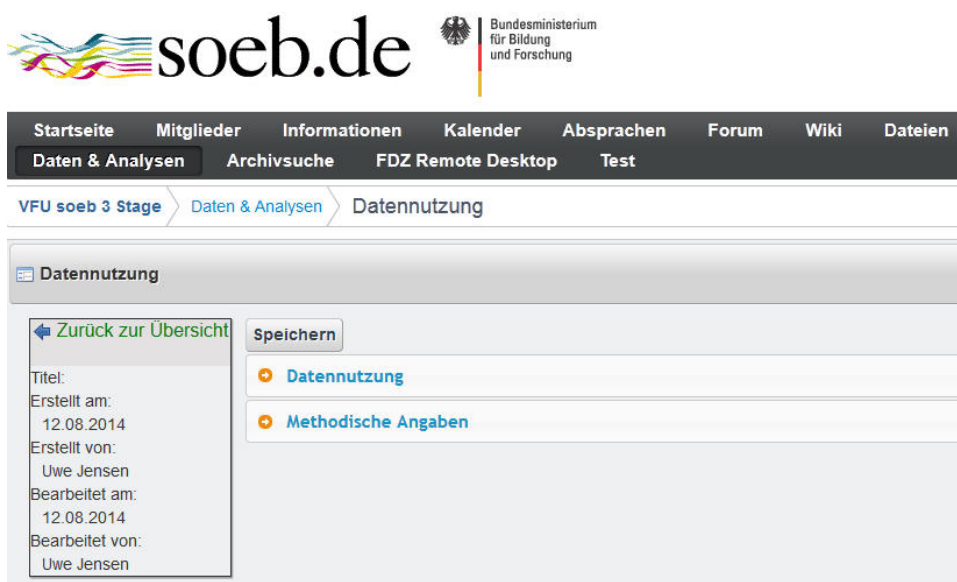 soeb.de
Bundesministerium
für Bildung
und Forschung
Startseite Mitglieder Informationen Kalender Absprachen Forum Wiki Dateien
Daten & Analysen Archivsuche FDZ Remote Desktop Test
VFU soeb 3 Stage Daten & Analysen Datennutzung
Datennutzung
Zurück zur Übersicht
Titel:
Erstellt am:
12.08.2014
Erstellt von:
Uwe Jensen
Bearbeitet am:
12.08.2014
Bearbeitet von:
Uwe Jensen
Speichern
Datennutzung
Methodische Angaben